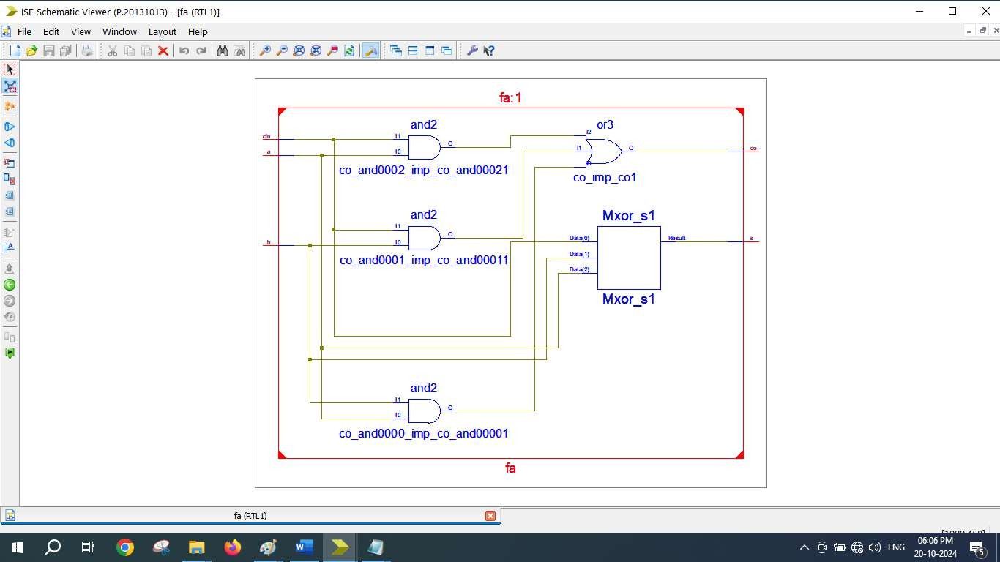 ISE Schematic Viewer (P.20131013) - [fa (RTL1)]
File Edit View Window Layout Help
fa:1
and2
or3
cin
I1
I2
O
a
I0
I1
O
co
co_and0002_imp_co_and00021
co_imp_co1
and2
Mxor_s1
I1
O
b
I0
Data(0)
Result
s
co_and0001_imp_co_and00011
Data(1)
Data(2)
Mxor_s1
and2
I1
O
I0
co_and0000_imp_co_and00001
fa
fa (RTL1)
ENG
06:06 PM
20-10-2024
5